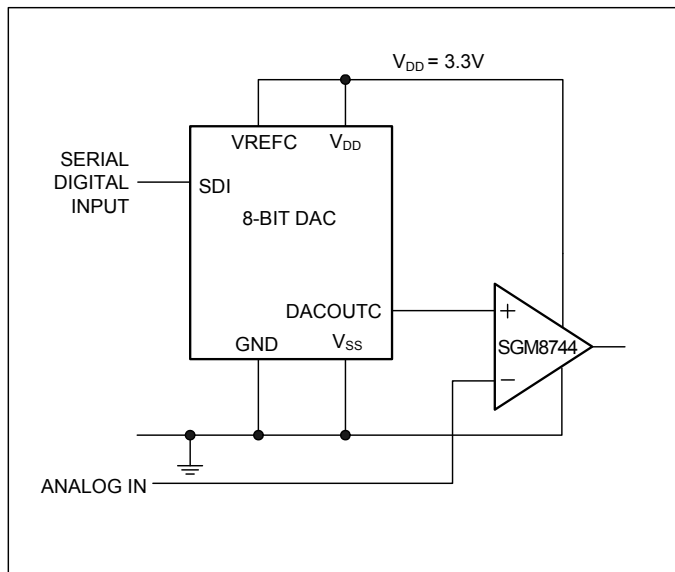 V_DD = 3.3V
VREFC
V_DD
SERIAL
DIGITAL
INPUT
SDI
8-BIT DAC
DACOUTC
+
SGM8744
−
GND
V_SS
ANALOG IN